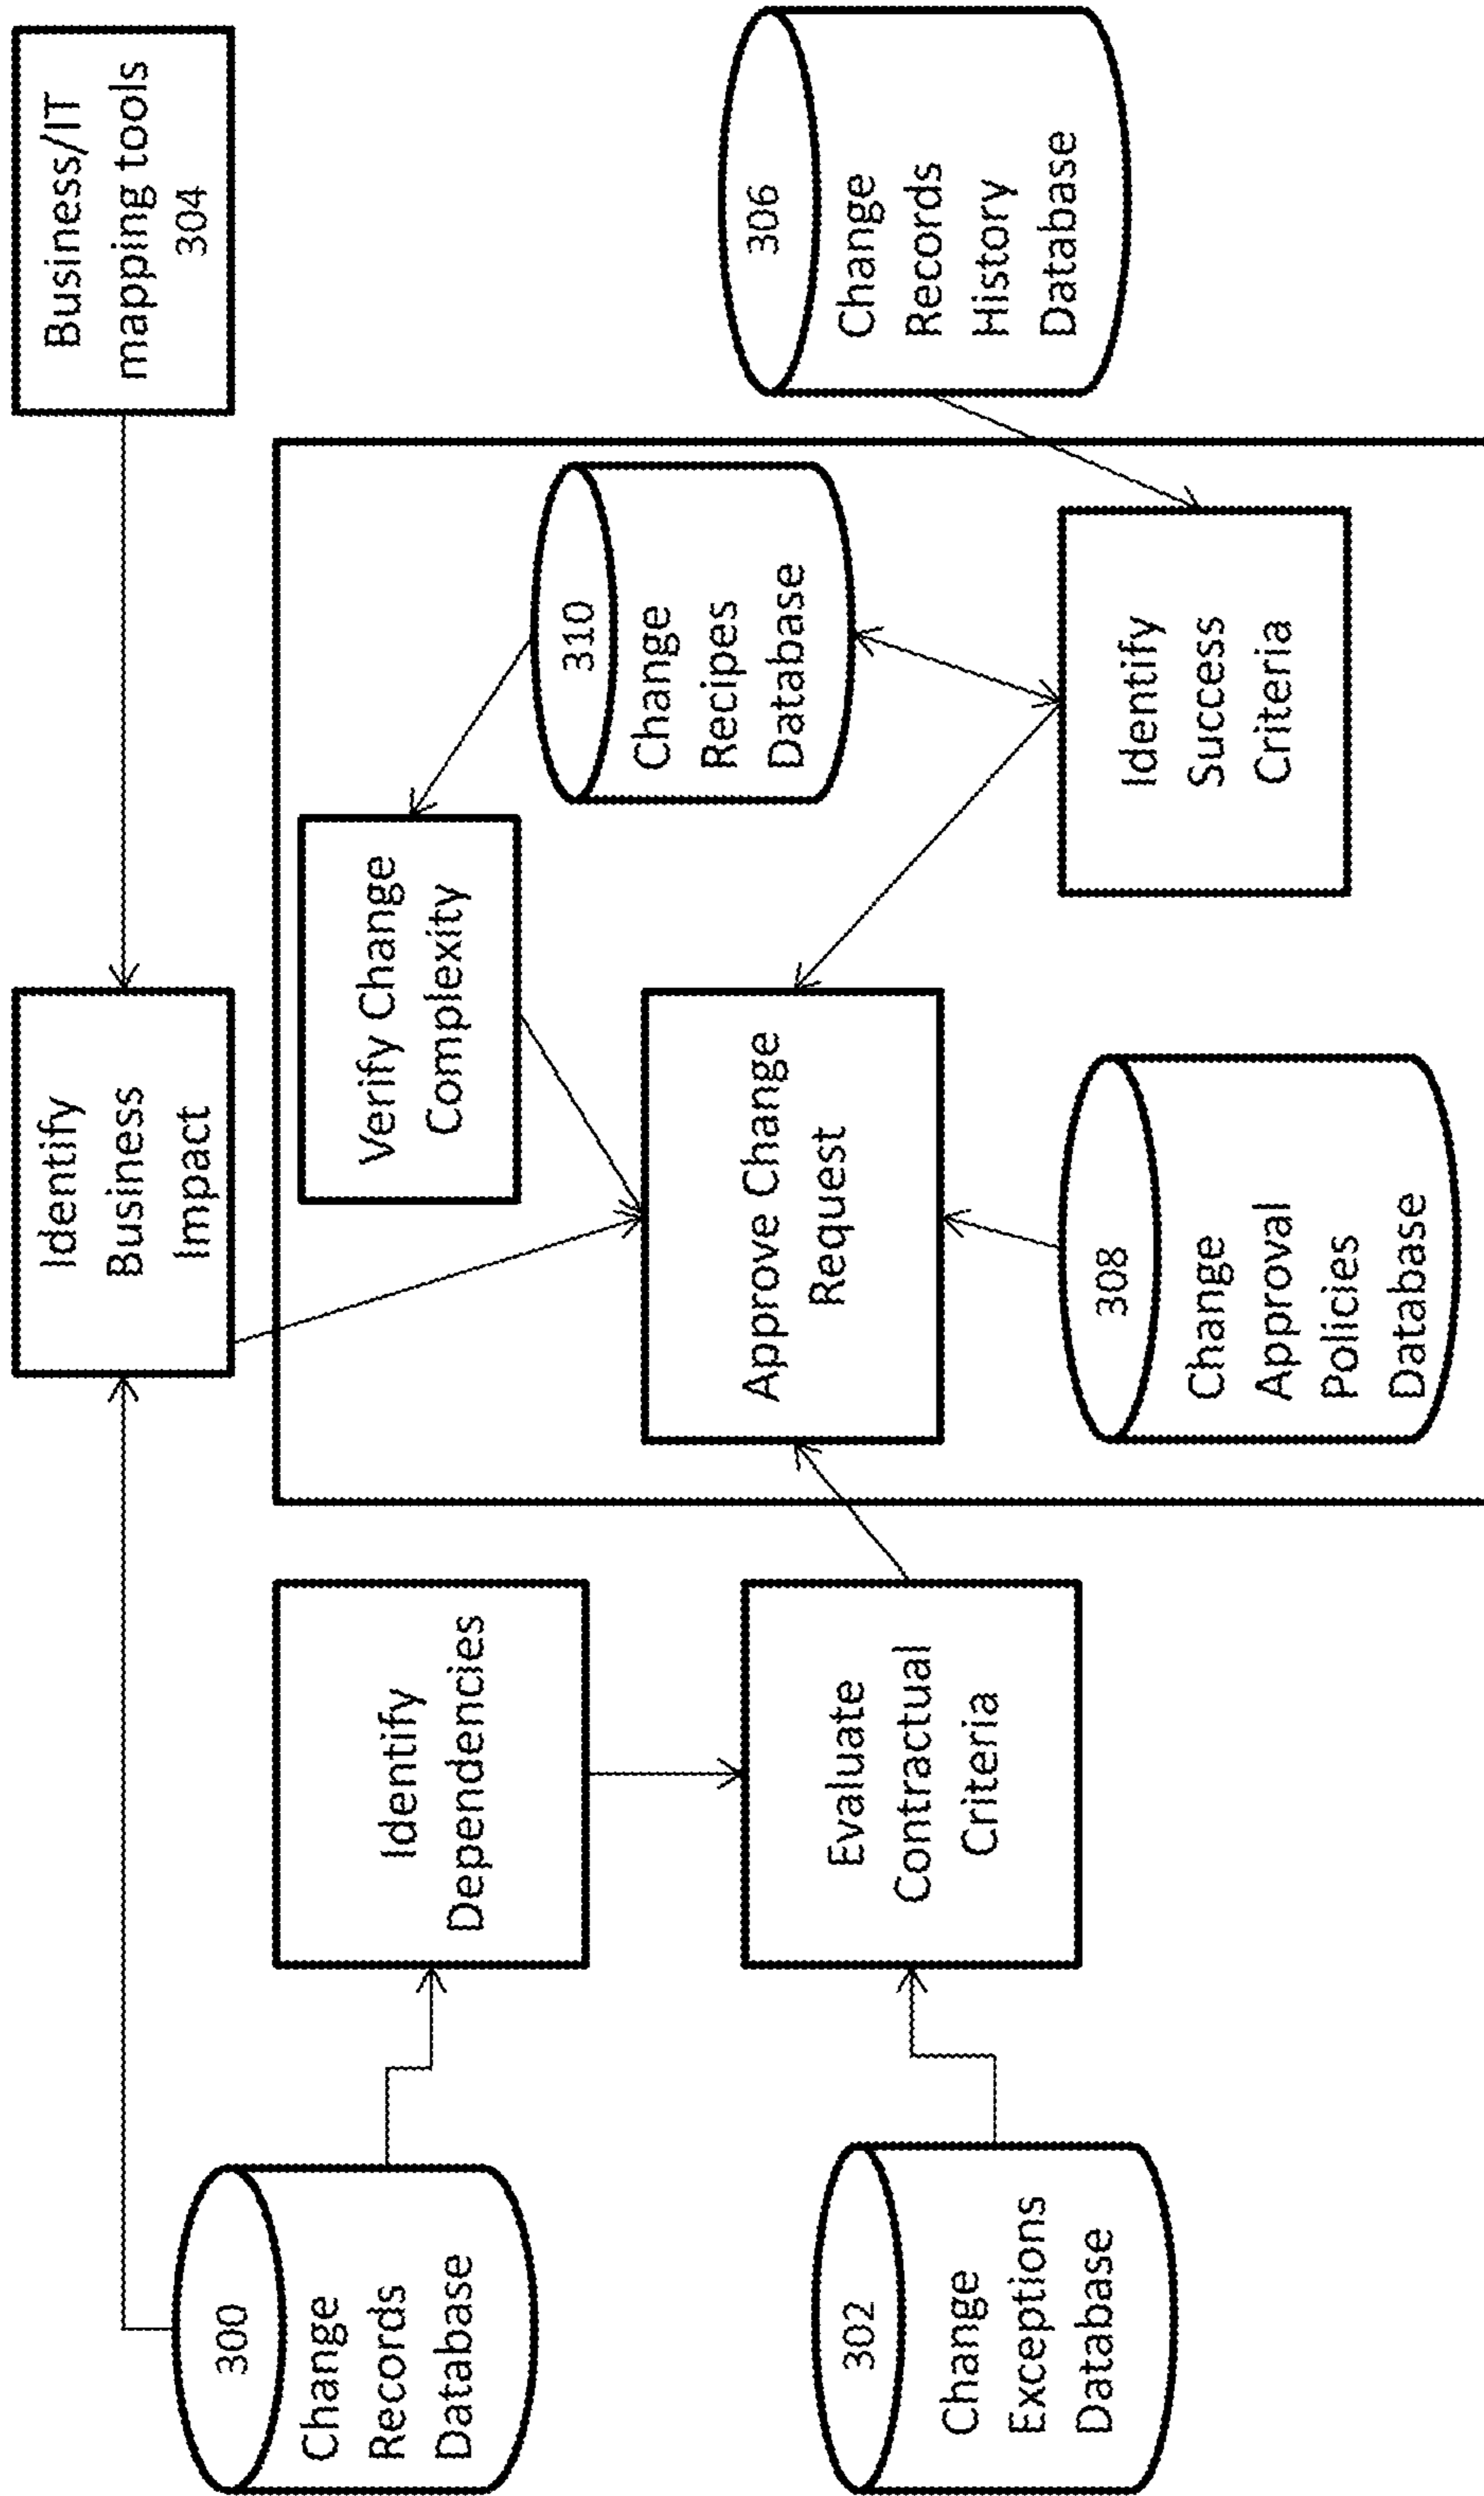 300
Change
Records
Database
302
Change
Exceptions
Database
Identify
Dependencies
Evaluate
Contractual
Criteria
Identify
Business
Impact
Verify Change
Complexity
Approve Change
Request
308
Change
Approval
Policies
Database
310
Change
Recipes
Database
Identify
Success
Criteria
Business/IT
mapping tools
304
306
Change
Records
History
Database